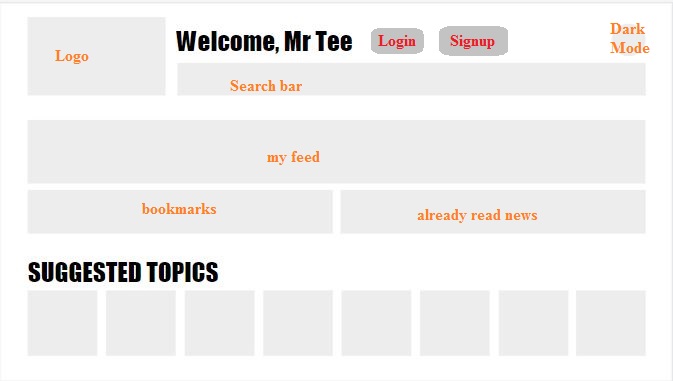 Logo
Welcome, Mr Tee
Login
Signup
Dark
Mode
Search bar
my feed
bookmarks
already read news
SUGGESTED TOPICS